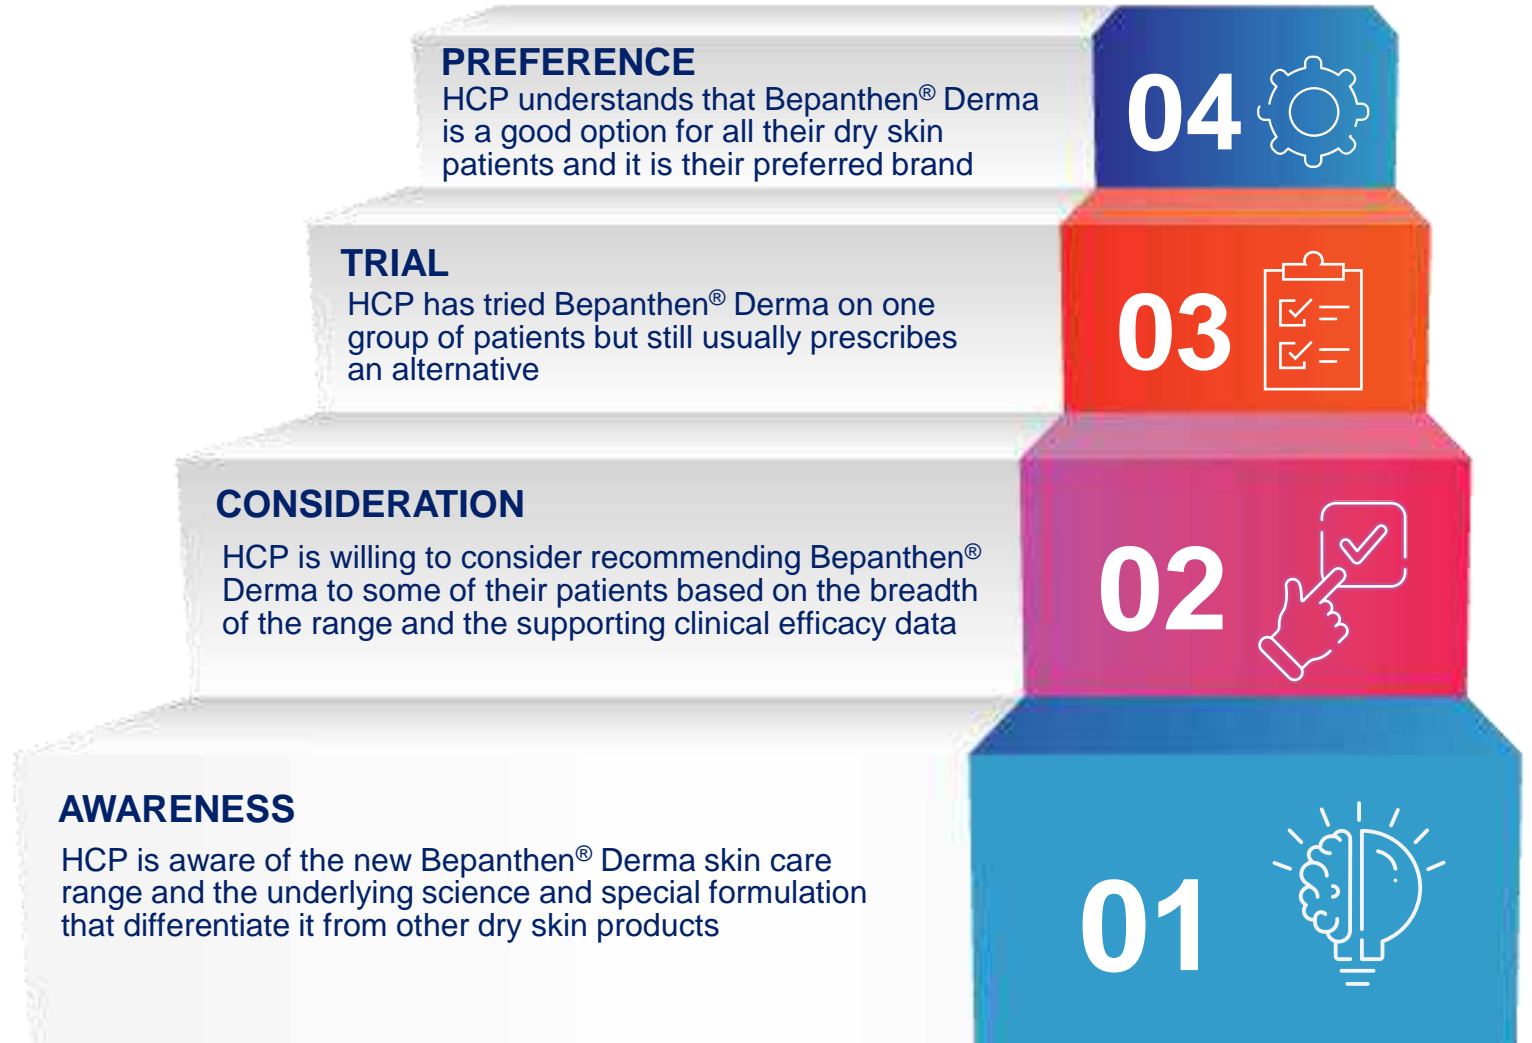 PREFERENCE
HCP understands that Bepanthen® Derma
is a good option for all their dry skin
patients and it is their preferred brand
04
TRIAL
HCP has tried Bepanthen® Derma on one
group of patients but still usually prescribes
an alternative
03
CONSIDERATION
HCP is willing to consider recommending Bepanthen®
Derma to some of their patients based on the breadth
of the range and the supporting clinical efficacy data
02
AWARENESS
HCP is aware of the new Bepanthen® Derma skin care
range and the underlying science and special formulation
that differentiate it from other dry skin products
01